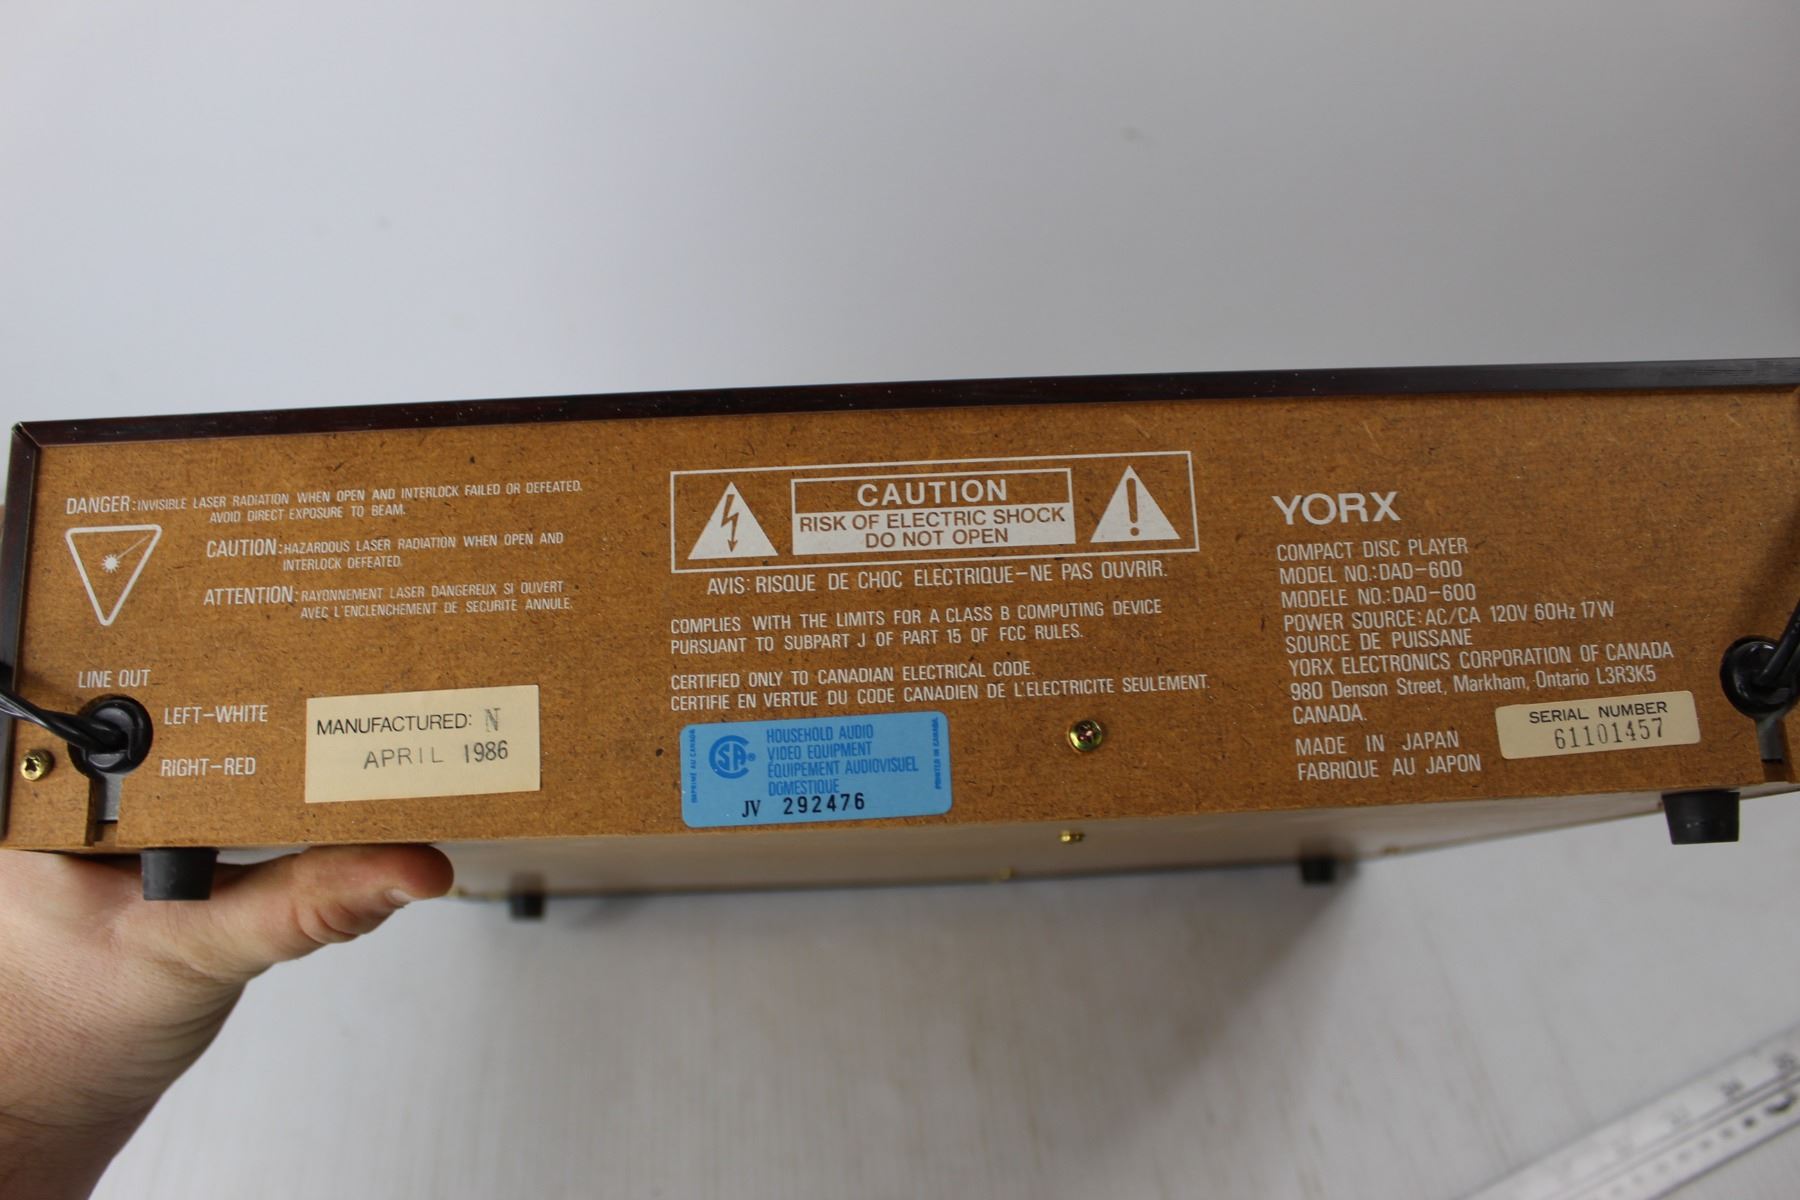 DANGER: INVISIBLE LASER RADIATION WHEN OPEN AND INTERLOCK FAILED OR DEFEATED.
AVOID DIRECT EXPOSURE TO BEAM.
CAUTION: HAZARDOUS LASER RADIATION WHEN OPEN AND
INTERLOCK DEFEATED.
ATTENTION: RAYONNEMENT LASER DANGEREUX SI OUVERT
AVEC L'ENCLENCHEMENT DE SECURITE ANNULE.
LINE OUT
LEFT-WHITE
RIGHT-RED
MANUFACTURED: N
APRIL 1986
CAUTION
RISK OF ELECTRIC SHOCK
DO NOT OPEN
AVIS: RISQUE DE CHOC ELECTRIQUE-NE PAS OUVRIR.
COMPLIES WITH THE LIMITS FOR A CLASS B COMPUTING DEVICE
PURSUANT TO SUBPART J OF PART 15 OF FCC RULES.
CERTIFIED ONLY TO CANADIAN ELECTRICAL CODE.
CERTIFIE EN VERTUE DU CODE CANADIEN DE L'ELECTRICITE SEULEMENT.
IMPRIMÉ AU CANADA
SA®
HOUSEHOLD AUDIO
VIDEO EQUIPMENT
ÉQUIPEMENT AUDIOVISUEL
DOMESTIQUE
JV 292476
PRINTED IN CANADA
YORX
COMPACT DISC PLAYER
MODEL NO.:DAD-600
MODELE NO.:DAD-600
POWER SOURCE: AC/CA 120V 60Hz 17W
SOURCE DE PUISSANE
YORX ELECTRONICS CORPORATION OF CANADA
980 Denson Street, Markham, Ontario L3R3K5
CANADA.
MADE IN JAPAN
FABRIQUE AU JAPON
SERIAL NUMBER
61101457